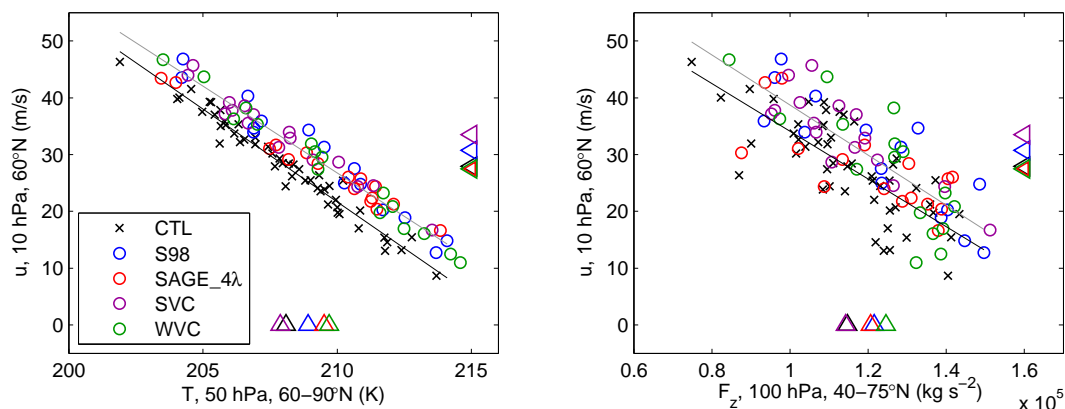 50
40
30
20
10
0
u, 10 hPa, 60°N (m/s)
CTL
S98
SAGE_4λ
SVC
WVC
200 205 210 215
T, 50 hPa, 60−90°N (K)
50
40
30
20
10
0
u, 10 hPa, 60°N (m/s)
0.6 0.8 1 1.2 1.4 1.6
F_z, 100 hPa, 40−75°N (kg s⁻²)
x 10⁵